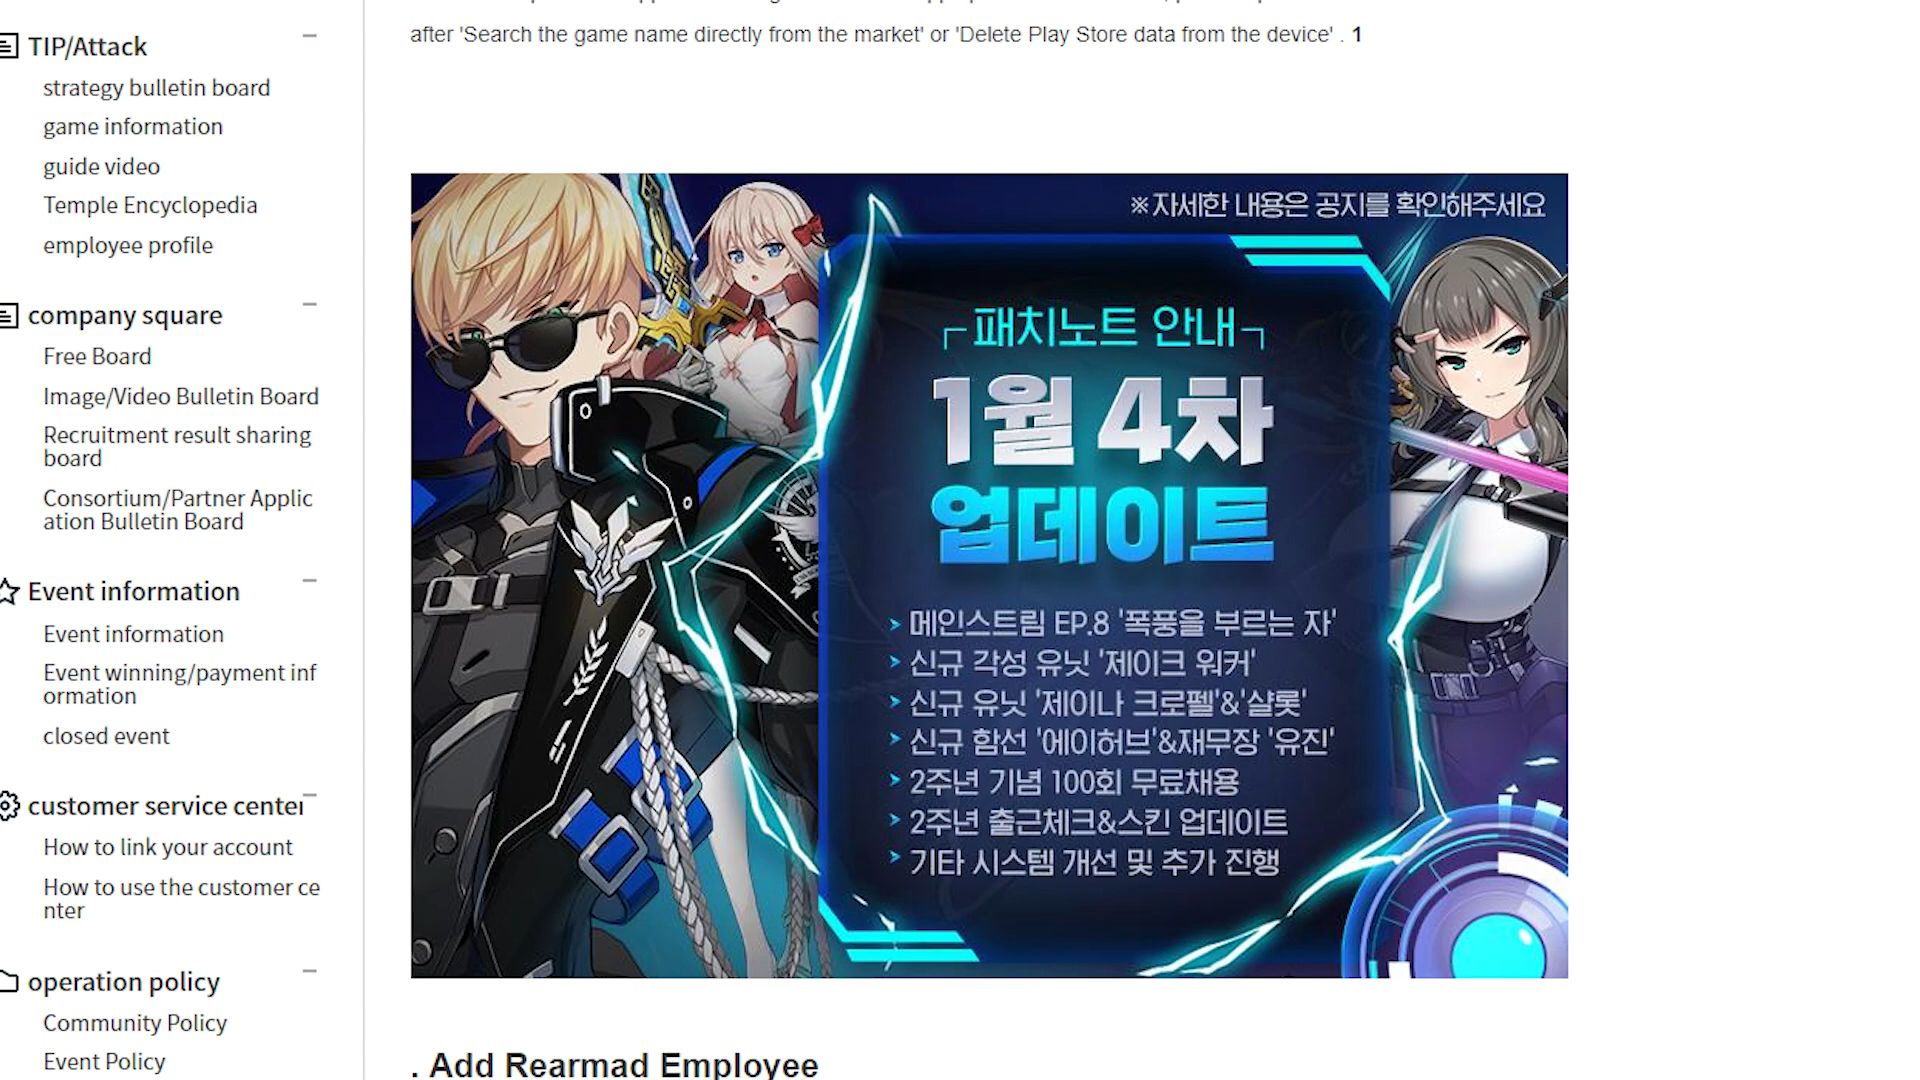 TIP/Attack
strategy bulletin board
game information
guide video
Temple Encyclopedia
employee profile
company square
Free Board
Image/Video Bulletin Board
Recruitment result sharing
board
Consortium/Partner Applic
ation Bulletin Board
Event information
Event information
Event winning/payment inf
ormation
closed event
customer service center
How to link your account
How to use the customer ce
nter
operation policy
Community Policy
Event Policy
after 'Search the game name directly from the market' or 'Delete Play Store data from the device' . 1
※자세한 내용은 공지를 확인해주세요
패치노트 안내
1월 4차
업데이트
메인스트림 EP.8 '폭풍을 부르는 자'
신규 각성 유닛 '제이크 워커'
신규 유닛 '제이나 크로펠'&'샬롯'
신규 함선 '에이허브'&재무장 '유진'
2주년 기념 100회 무료채용
2주년 출근체크&스킨 업데이트
기타 시스템 개선 및 추가 진행
. Add Rearmad Employee